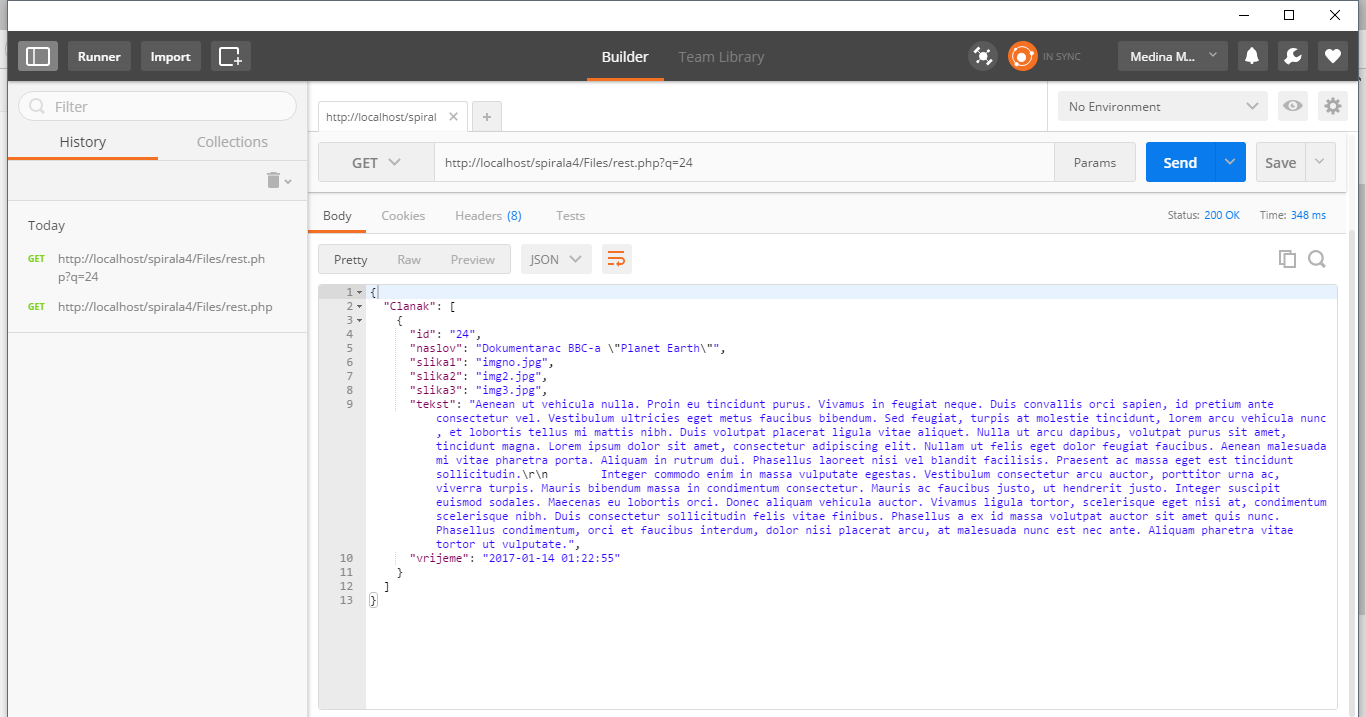 Runner
Import
Builder
Team Library
IN SYNC
Medina M...
Filter
History
Collections
Today
GET http://localhost/spirala4/Files/rest.ph
p?q=24
GET http://localhost/spirala4/Files/rest.php
http://localhost/spiral
No Environment
GET
http://localhost/spirala4/Files/rest.php?q=24
Params
Send
Save
Body
Cookies
Headers (8)
Tests
Status: 200 OK
Time: 348 ms
Pretty
Raw
Preview
JSON
1 {
2 "Clanak": [
3 {
4 "id": "24",
5 "naslov": "Dokumentarac BBC-a \"Planet Earth\"",
6 "slika1": "imgno.jpg",
7 "slika2": "img2.jpg",
8 "slika3": "img3.jpg",
9 "tekst": "Aenean ut vehicula nulla. Proin eu tincidunt purus. Vivamus in feugiat neque. Duis convallis orci sapien, id pretium ante
consectetur vel. Vestibulum ultricies eget metus faucibus bibendum. Sed feugiat, turpis at molestie tincidunt, lorem arcu vehicula nunc
, et lobortis tellus mi mattis nibh. Duis volutpat placerat ligula vitae aliquet. Nulla ut arcu dapibus, volutpat purus sit amet,
tincidunt magna. Lorem ipsum dolor sit amet, consectetur adipiscing elit. Nullam ut felis eget dolor feugiat faucibus. Aenean malesuada
mi vitae pharetra porta. Aliquam in rutrum dui. Phasellus laoreet nisi vel blandit facilisis. Praesent ac massa eget est tincidunt
sollicitudin.\r\n        Integer commodo enim in massa vulputate egestas. Vestibulum consectetur arcu auctor, porttitor urna ac,
viverra turpis. Mauris bibendum massa in condimentum consectetur. Mauris ac faucibus justo, ut hendrerit justo. Integer suscipit
euismod sodales. Maecenas eu lobortis orci. Donec aliquam vehicula auctor. Vivamus ligula tortor, scelerisque eget nisi at, condimentum
scelerisque nibh. Duis consectetur sollicitudin felis vitae finibus. Phasellus a ex id massa volutpat auctor sit amet quis nunc.
Phasellus condimentum, orci et faucibus interdum, dolor nisi placerat arcu, at malesuada nunc est nec ante. Aliquam pharetra vitae
tortor ut vulputate.",
10 "vrijeme": "2017-01-14 01:22:55"
11 }
12 ]
13 }